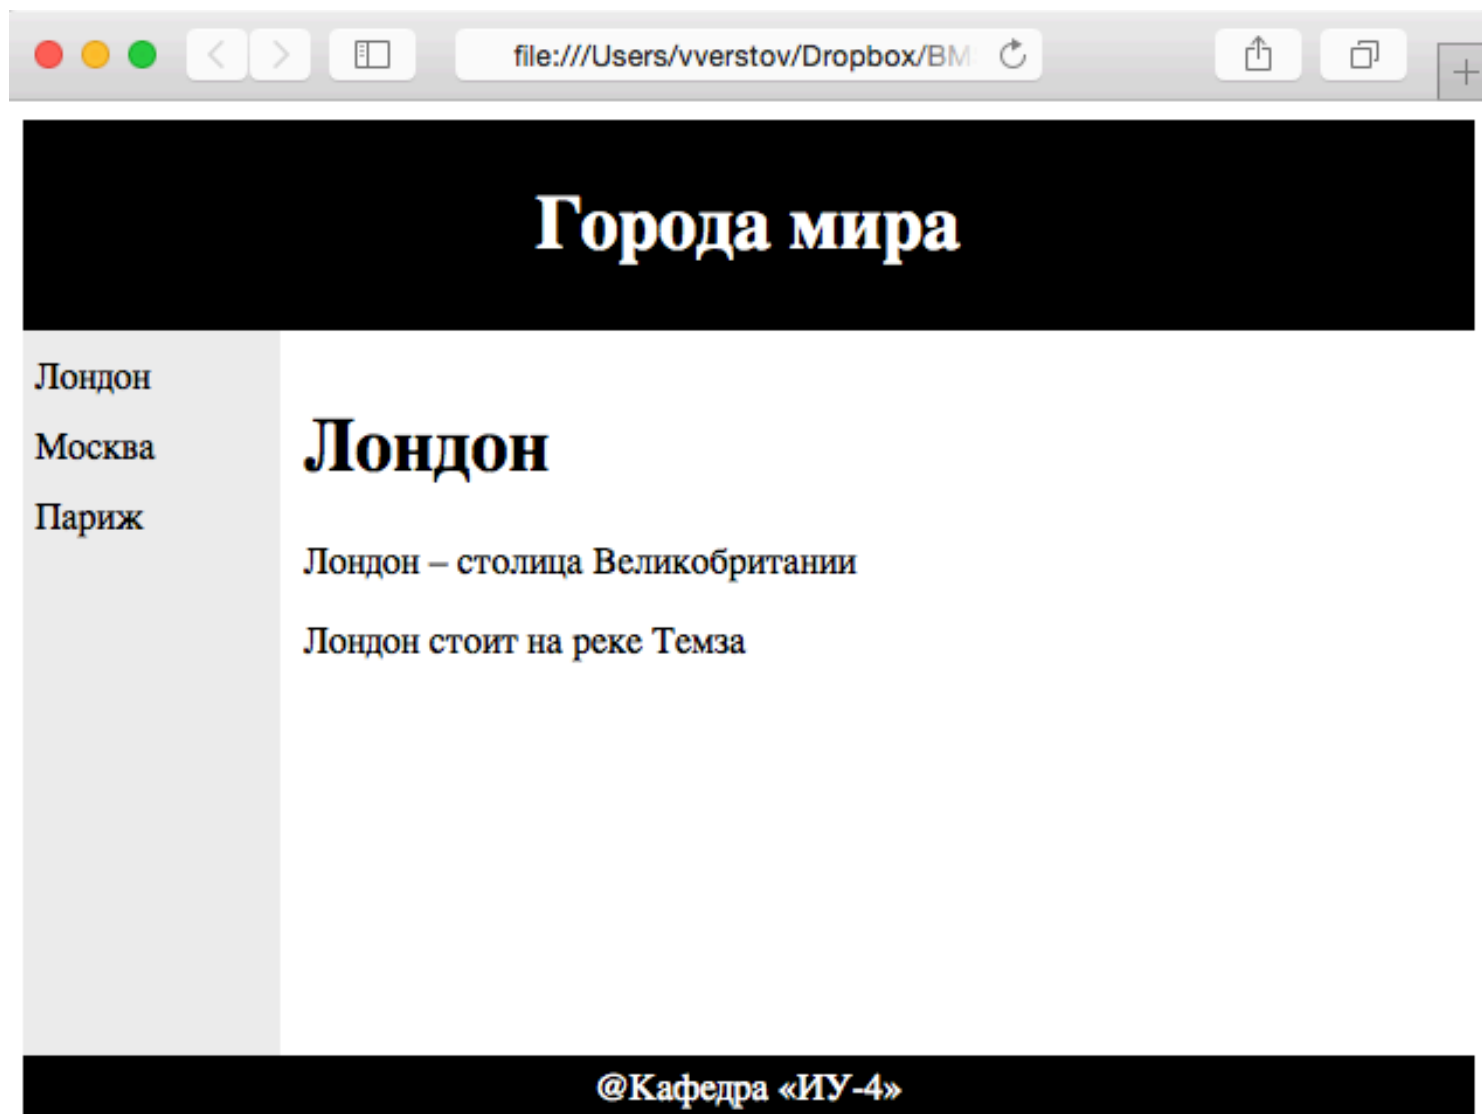 file:///Users/vverstov/Dropbox/BM
Города мира
Лондон
Москва
Париж
Лондон
Лондон – столица Великобритании
Лондон стоит на реке Темза
@Кафедра «ИУ-4»